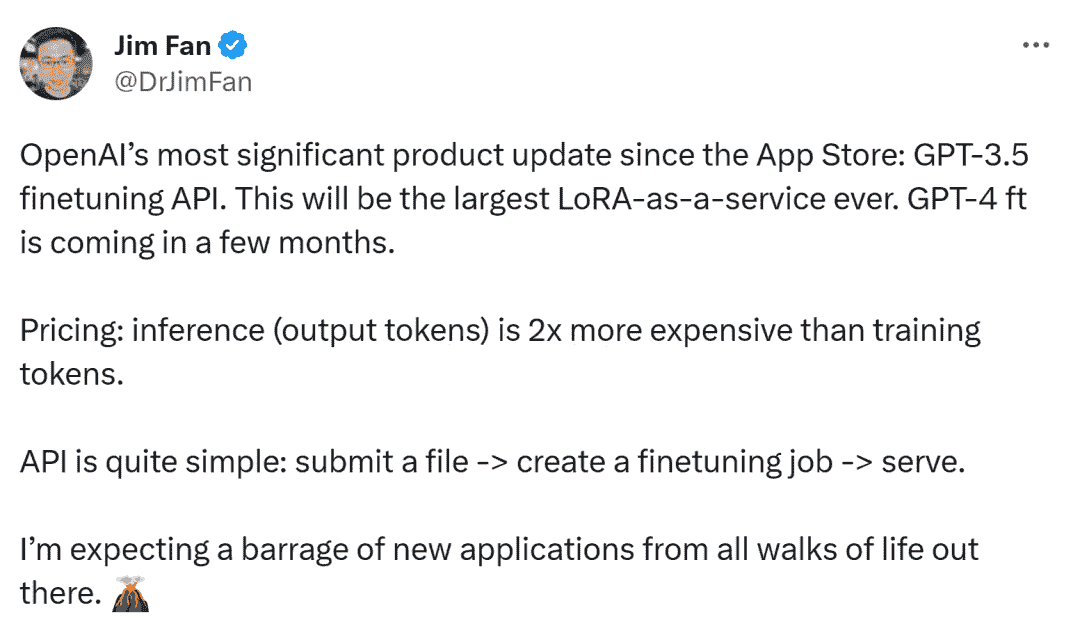 Jim Fan
@DrJimFan
OpenAI’s most significant product update since the App Store: GPT-3.5
finetuning API. This will be the largest LoRA-as-a-service ever. GPT-4 ft
is coming in a few months.
Pricing: inference (output tokens) is 2x more expensive than training
tokens.
API is quite simple: submit a file -> create a finetuning job -> serve.
I’m expecting a barrage of new applications from all walks of life out
there. 🌋